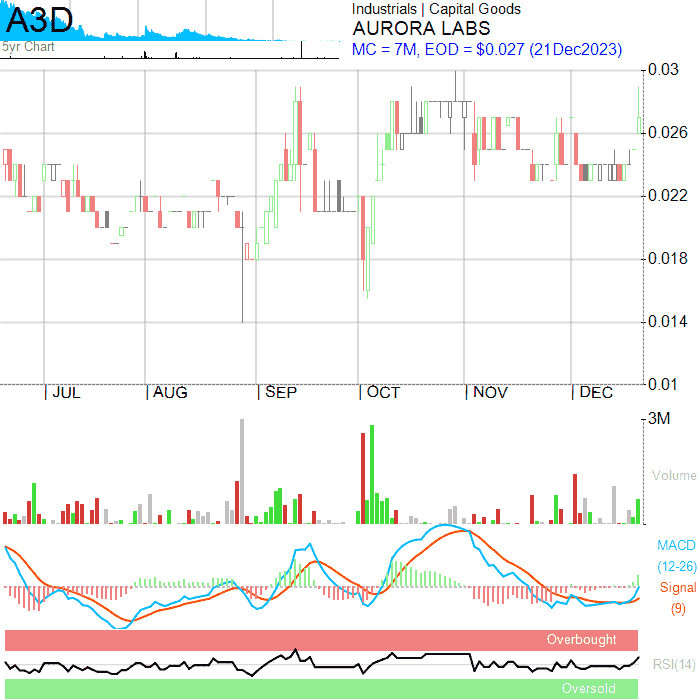 A3D
5yr Chart
Industrials | Capital Goods
AURORA LABS
MC = 7M, EOD = $0.027 (21Dec2023)
0.03
0.026
0.022
0.018
0.014
0.01
| JUL | AUG | SEP | OCT | NOV | DEC
3M
Volume
MACD
(12-26)
Signal
(9)
Overbought
RSI(14)
Oversold